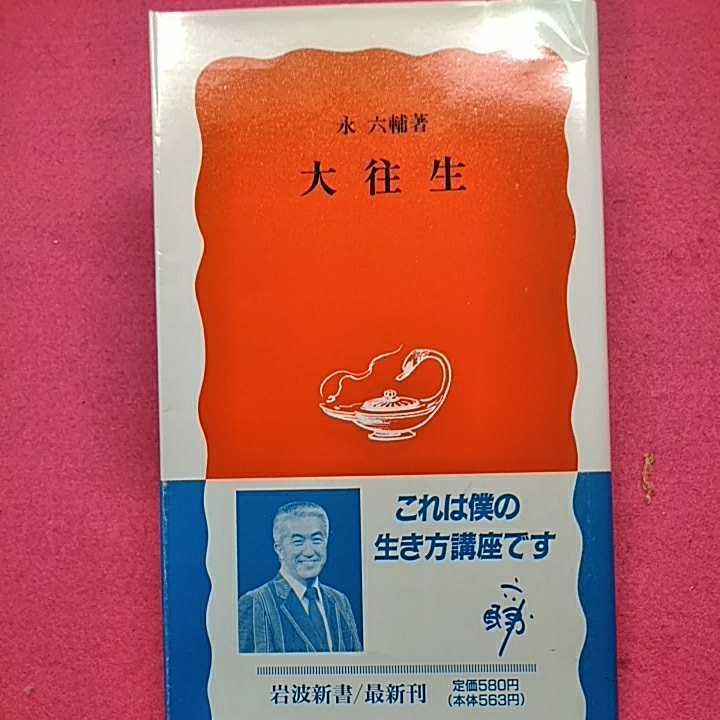 永 六輔著
大往生
これは僕の
生き方講座です
六輔
岩波新書/最新刊
定価580円
(本体563円)